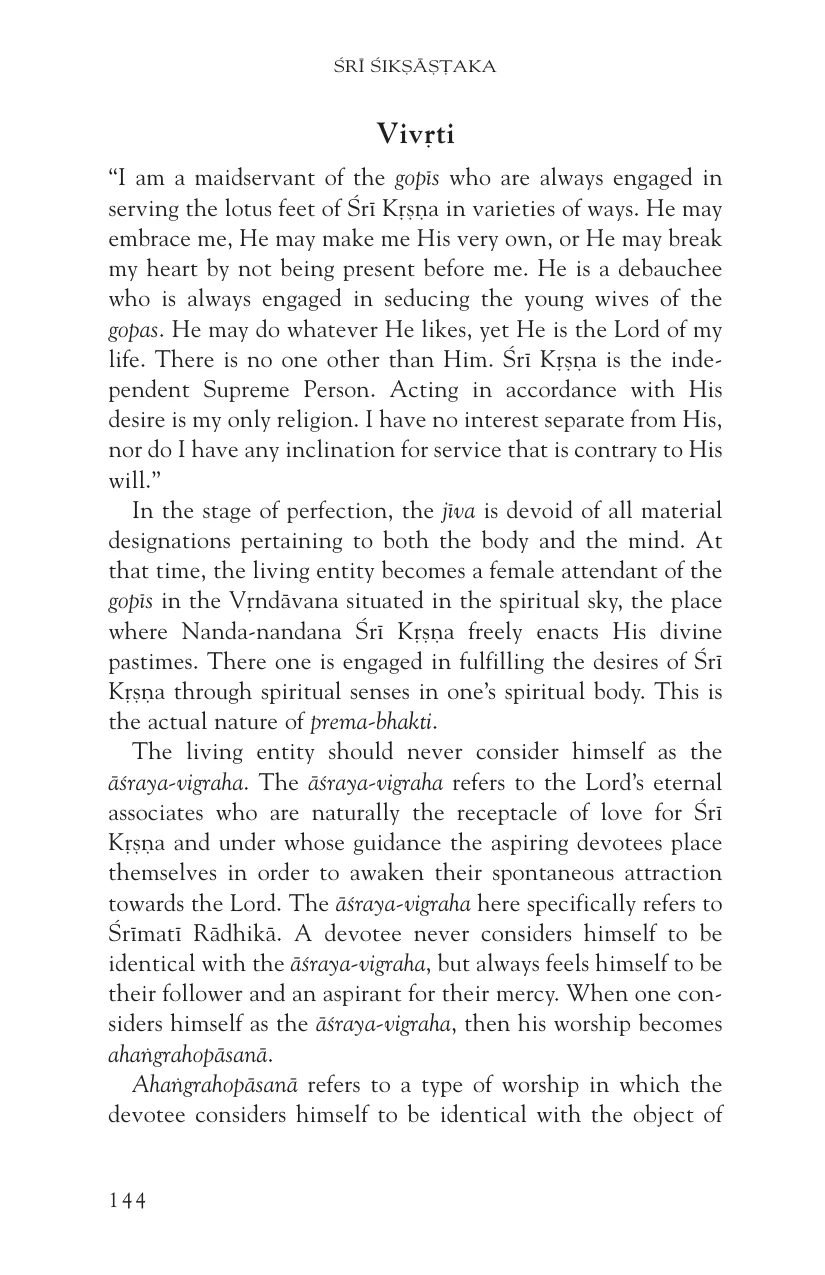 ŚRĪ ŚIKṢĀṢṬAKA
Vivṛti
“I am a maidservant of the gopīs who are always engaged in
serving the lotus feet of Śrī Kṛṣṇa in varieties of ways. He may
embrace me, He may make me His very own, or He may break
my heart by not being present before me. He is a debauchee
who is always engaged in seducing the young wives of the
gopas. He may do whatever He likes, yet He is the Lord of my
life. There is no one other than Him. Śrī Kṛṣṇa is the inde-
pendent Supreme Person. Acting in accordance with His
desire is my only religion. I have no interest separate from His,
nor do I have any inclination for service that is contrary to His
will.”
In the stage of perfection, the jīva is devoid of all material
designations pertaining to both the body and the mind. At
that time, the living entity becomes a female attendant of the
gopīs in the Vṛndāvana situated in the spiritual sky, the place
where Nanda-nandana Śrī Kṛṣṇa freely enacts His divine
pastimes. There one is engaged in fulfilling the desires of Śrī
Kṛṣṇa through spiritual senses in one’s spiritual body. This is
the actual nature of prema-bhakti.
The living entity should never consider himself as the
āśraya-vigraha. The āśraya-vigraha refers to the Lord’s eternal
associates who are naturally the receptacle of love for Śrī
Kṛṣṇa and under whose guidance the aspiring devotees place
themselves in order to awaken their spontaneous attraction
towards the Lord. The āśraya-vigraha here specifically refers to
Śrīmatī Rādhikā. A devotee never considers himself to be
identical with the āśraya-vigraha, but always feels himself to be
their follower and an aspirant for their mercy. When one con-
siders himself as the āśraya-vigraha, then his worship becomes
ahaṅgrahopāsanā.
Ahaṅgrahopāsanā refers to a type of worship in which the
devotee considers himself to be identical with the object of
144